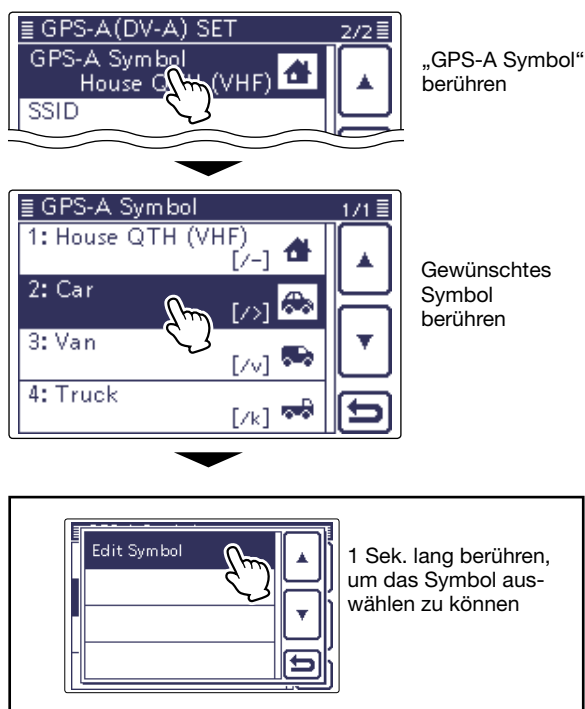 GPS-A(DV-A) SET 2/2
GPS-A Symbol
House Q (VHF)
SSID
„GPS-A Symbol“
berühren
GPS-A Symbol 1/1
1: House QTH (VHF)
[/-]
2: Car
[/>]
3: Van
[/v]
4: Truck
[/k]
Gewünschtes
Symbol
berühren
Edit Symbol
1 Sek. lang berühren,
um das Symbol aus-
wählen zu können